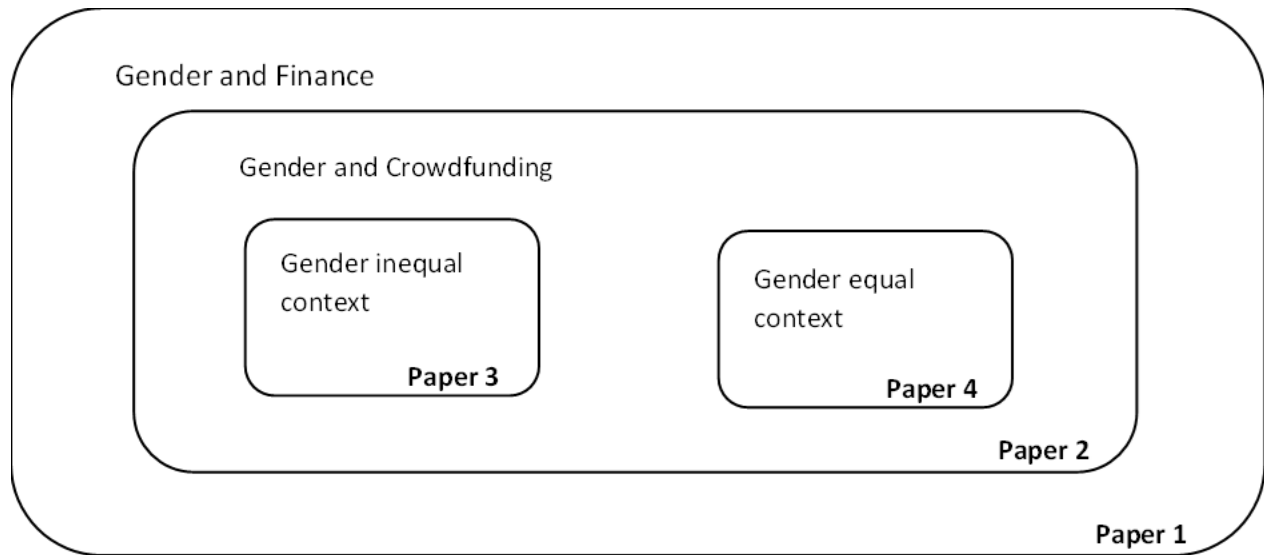 Gender and Finance
Gender and Crowdfunding
Gender inequal
context
Paper 3
Gender equal
context
Paper 4
Paper 2
Paper 1